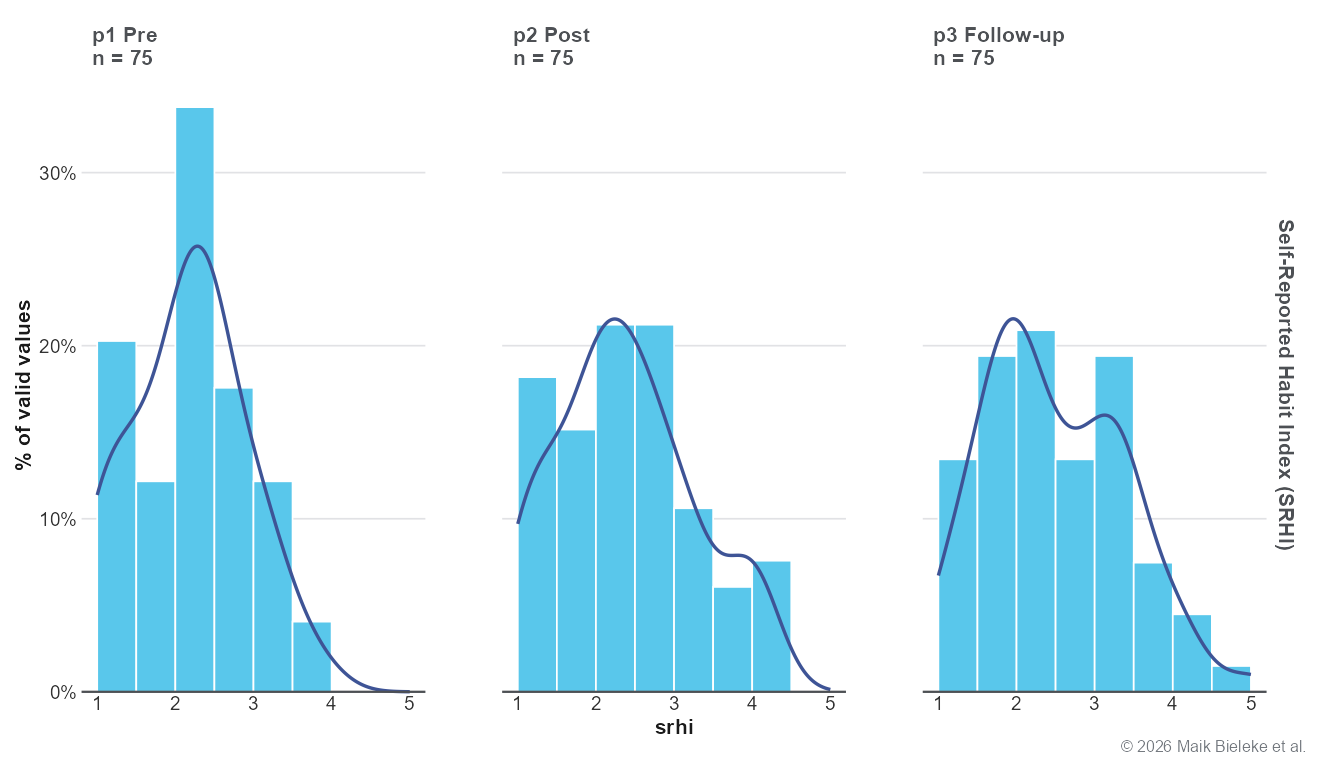 p1 Pre
n = 75
p2 Post
n = 75
p3 Follow-up
n = 75
% of valid values
30%
20%
10%
0%
1 2 3 4 5
1 2 3 4 5
1 2 3 4 5
srhi
Self-Reported Habit Index (SRHI)
© 2026 Maik Bieleke et al.